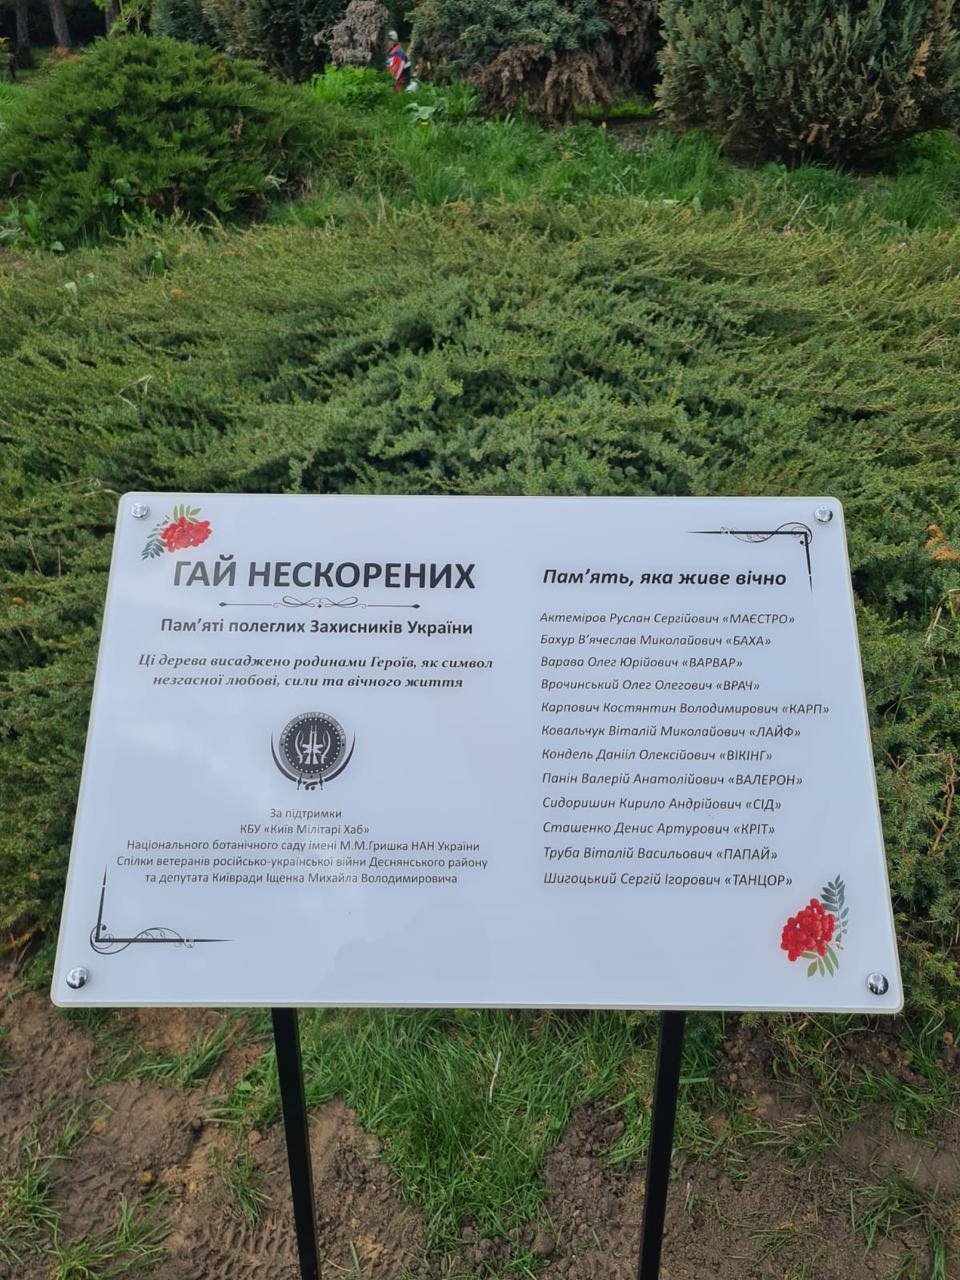 ГАЙ НЕСКОРЕНИХ
Пам'яті полеглих Захисників України
Ці дерева висаджено родинами Героїв, як символ
незгасної любові, сили та вічного життя
За підтримки
КБУ «Київ Мілітарі Хаб»
Національного ботанічного саду імені М.М.Гришка НАН України
Спілки ветеранів російсько-української війни Деснянського району
та депутата Київради Іщенка Михайла Володимировича
Пам'ять, яка живе вічно
Актеміров Руслан Сергійович «МАЄСТРО»
Бахур В'ячеслав Миколайович «БАХА»
Варава Олег Юрійович «ВАРВАР»
Врочинський Олег Олегович «ВРАЧ»
Карпович Костянтин Володимирович «КАРП»
Ковальчук Віталій Миколайович «ЛАЙФ»
Кондель Данііл Олексійович «ВІКІНГ»
Панін Валерій Анатолійович «ВАЛЕРОН»
Сидоришин Кирило Андрійович «СІД»
Сташенко Денис Артурович «КРІТ»
Труба Віталій Васильович «ПАПАЙ»
Шигоцький Сергій Ігорович «ТАНЦОР»